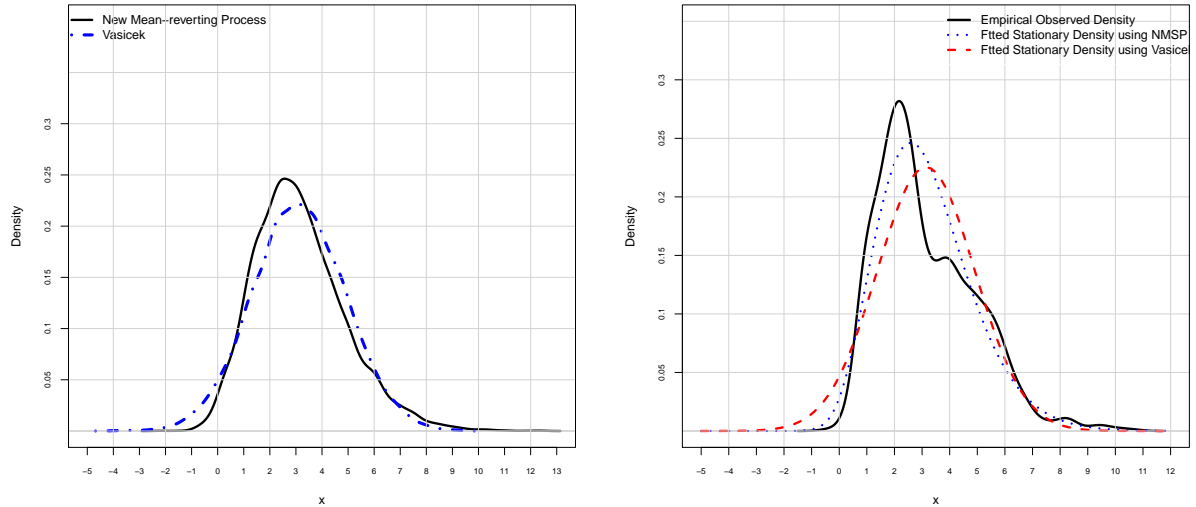 New Mean--reverting Process
Vasicek
Density
0.05
0.1
0.15
0.2
0.25
0.3
-5 -4 -3 -2 -1 0 1 2 3 4 5 6 7 8 9 10 11 12 13
x
Empirical Observed Density
Ftted Stationary Density using NMSP
Ftted Stationary Density using Vasicel
Density
0.05
0.1
0.15
0.2
0.25
0.3
-5 -4 -3 -2 -1 0 1 2 3 4 5 6 7 8 9 10 11 12
x